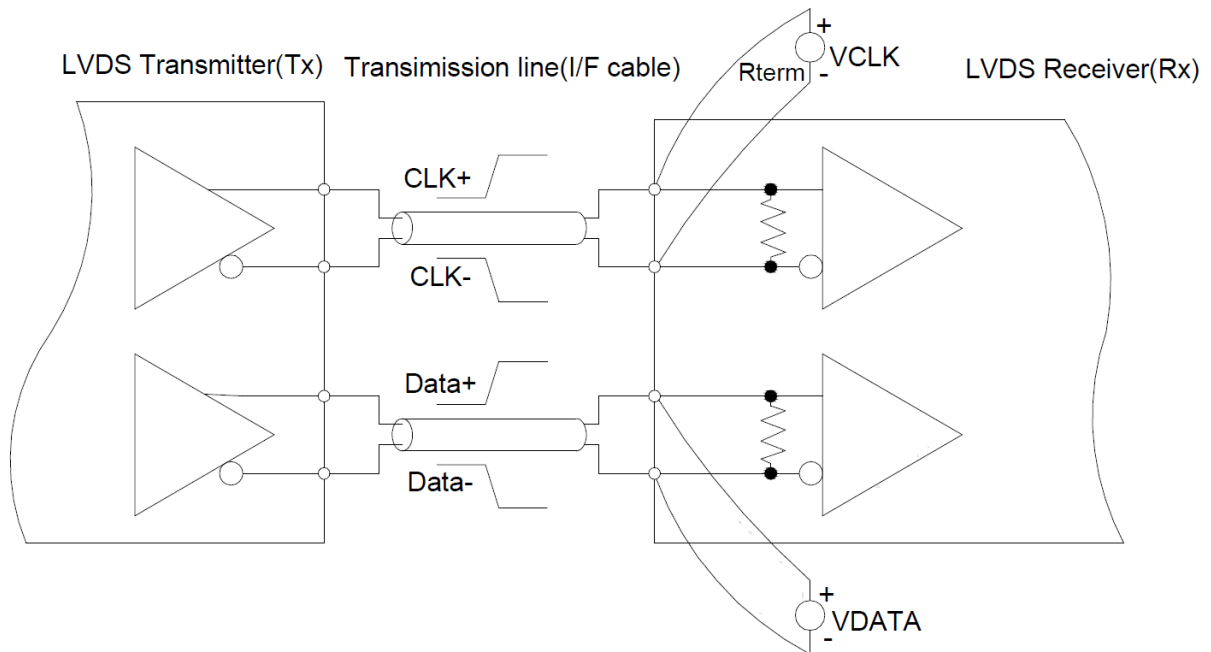 LVDS Transmitter(Tx)
Transimission line(I/F cable)
+
VCLK
-
Rterm
LVDS Receiver(Rx)
CLK+
CLK-
Data+
Data-
+
VDATA
-